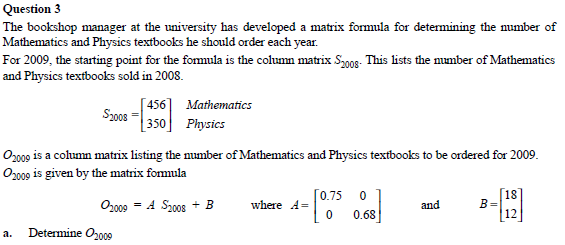 Question 3
The bookshop manager at the university has developed a matrix formula for determining the number of
Mathematics and Physics textbooks he should order each year.
For 2009, the starting point for the formula is the column matrix S₂₀₀₈. This lists the number of Mathematics
and Physics textbooks sold in 2008.
S₂₀₀₈ = [456] Mathematics
[350] Physics
O₂₀₀₉ is a column matrix listing the number of Mathematics and Physics textbooks to be ordered for 2009.
O₂₀₀₉ is given by the matrix formula
O₂₀₀₉ = A S₂₀₀₈ + B where A = [0.75 0] and B = [18]
[0 0.68] [12]
a. Determine O₂₀₀₉